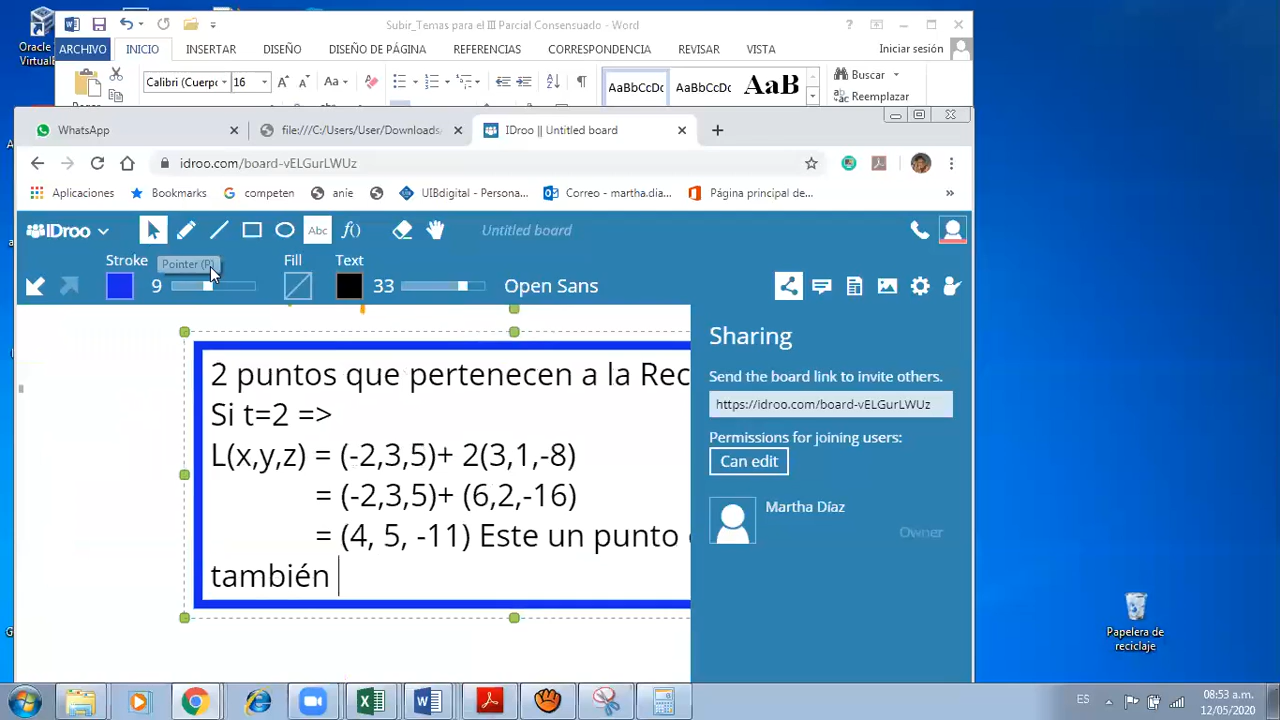 Subir_Temas para el III Parcial Consensuado - Word
Oracle
ARCHIVO INICIO INSERTAR DISEÑO DISEÑO DE PÁGINA REFERENCIAS CORRESPONDENCIA REVISAR VISTA Iniciar sesión
Calibri (Cuerpo 16 Aa AaBbCcDc AaBbCcDc AaB Buscar
Reemplazar
WhatsApp file:///C:/Users/User/Downloads IDroo || Untitled board
idroo.com/board-vELGurLWUz
Aplicaciones Bookmarks competen anie UIBdigital - Persona... Correo - martha.dia... Página principal de... »
IDroo Abc f() Untitled board
Stroke Pointer (P) Fill Text
9 33 Open Sans
Sharing
Send the board link to invite others.
https://idroo.com/board-vELGurLWUz
Permissions for joining users:
Can edit
Martha Díaz
Owner
2 puntos que pertenecen a la Rec
Si t=2 =>
L(x,y,z) = (-2,3,5)+ 2(3,1,-8)
= (-2,3,5)+ (6,2,-16)
= (4, 5, -11) Este un punto
también
Papelera de
reciclaje
ES 08:53 a.m.
12/05/2020